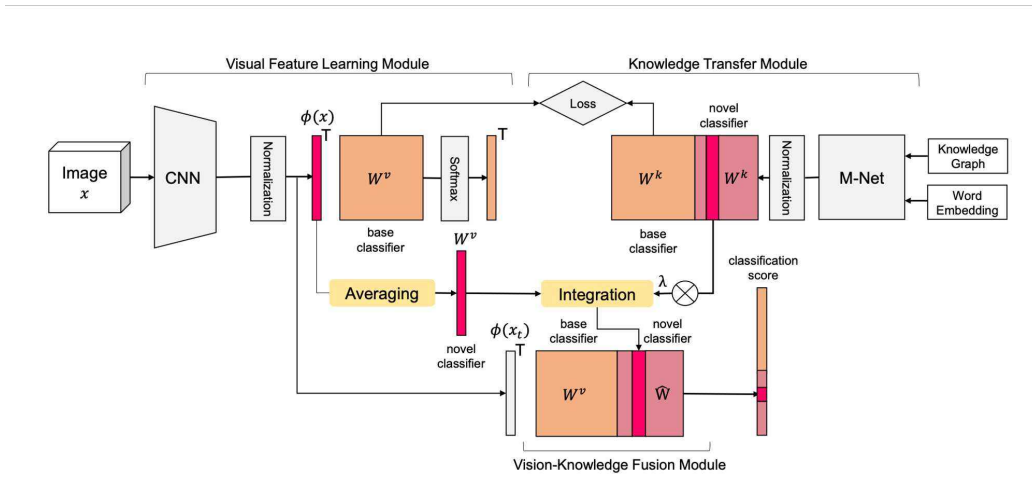 Visual Feature Learning Module
Knowledge Transfer Module
Image
x
CNN
Normalization
ϕ(x)
T
W^v
base
classifier
Softmax
T
Loss
novel
classifier
W^k
W^k
base
classifier
Normalization
M-Net
Knowledge
Graph
Word
Embedding
Averaging
W^v
novel
classifier
Integration
λ
classification
score
ϕ(x_t)
T
base
classifier
novel
classifier
W^v
Ŵ
Vision-Knowledge Fusion Module